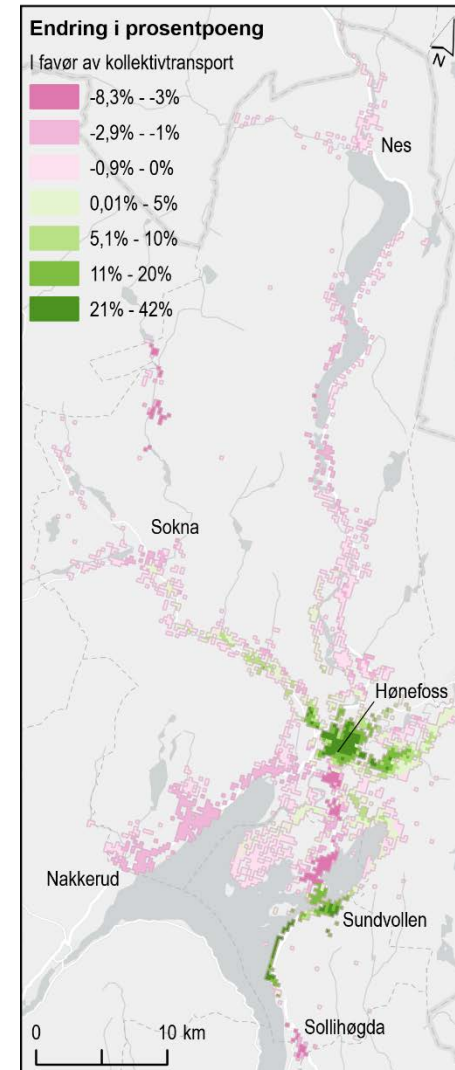 Endring i prosentpoeng
I favør av kollektivtransport
-8,3% - -3%
-2,9% - -1%
-0,9% - 0%
0,01% - 5%
5,1% - 10%
11% - 20%
21% - 42%
N
Nes
Sokna
Hønefoss
Nakkerud
Sundvollen
Sollihøgda
0 10 km